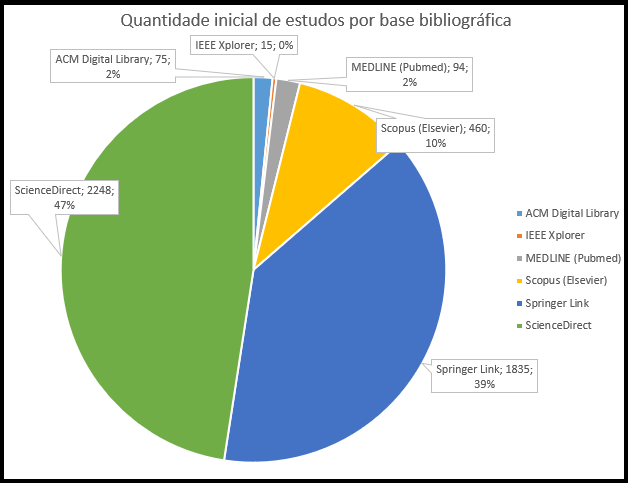 Quantidade inicial de estudos por base bibliográfica
IEEE Xplorer; 15; 0%
ACM Digital Library; 75;
2%
MEDLINE (Pubmed); 94;
2%
Scopus (Elsevier); 460;
10%
ScienceDirect; 2248;
47%
Springer Link; 1835;
39%
ACM Digital Library
IEEE Xplorer
MEDLINE (Pubmed)
Scopus (Elsevier)
Springer Link
ScienceDirect